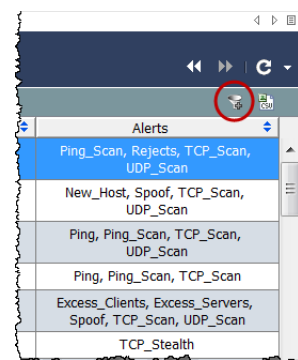 CSU
Alerts
Ping_Scan, Rejects, TCP_Scan,
UDP_Scan
New_Host, Spoof, TCP_Scan,
UDP_Scan
Ping, Ping_Scan, TCP_Scan,
UDP_Scan
Ping, Ping_Scan, TCP_Scan
Excess_Clients, Excess_Servers,
Spoof, TCP_Scan, UDP_Scan
TCP_Stealth